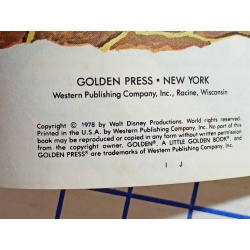 GOLDEN PRESS • NEW YORK
Western Publishing Company, Inc., Racine, Wisconsin
Copyright © 1978 by Walt Disney Productions. World rights reserved.
Printed in the U.S.A. by Western Publishing Company, Inc. No part of this
book may be reproduced or copied in any form without written permission
from the copyright owner. GOLDEN®, A LITTLE GOLDEN BOOK®, and
GOLDEN PRESS® are trademarks of Western Publishing Company, Inc.
I J